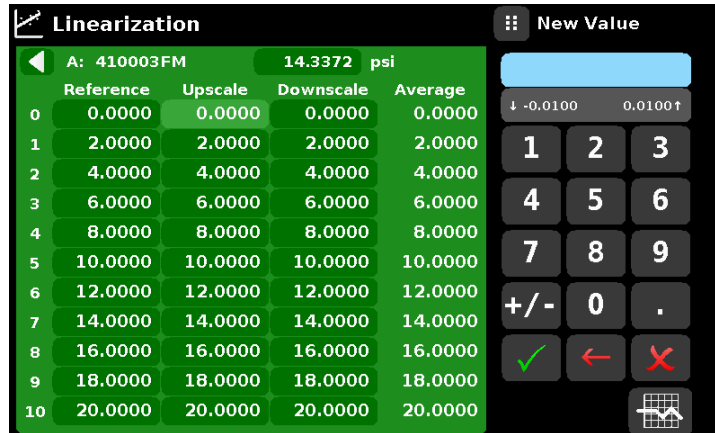 Linearization
A: 410003FM 14.3372 psi
Reference Upscale Downscale Average
0 0.0000 0.0000 0.0000 0.0000
1 2.0000 2.0000 2.0000 2.0000
2 4.0000 4.0000 4.0000 4.0000
3 6.0000 6.0000 6.0000 6.0000
4 8.0000 8.0000 8.0000 8.0000
5 10.0000 10.0000 10.0000 10.0000
6 12.0000 12.0000 12.0000 12.0000
7 14.0000 14.0000 14.0000 14.0000
8 16.0000 16.0000 16.0000 16.0000
9 18.0000 18.0000 18.0000 18.0000
10 20.0000 20.0000 20.0000 20.0000
New Value
↓ -0.0100 0.0100↑
1 2 3
4 5 6
7 8 9
+/- 0 .